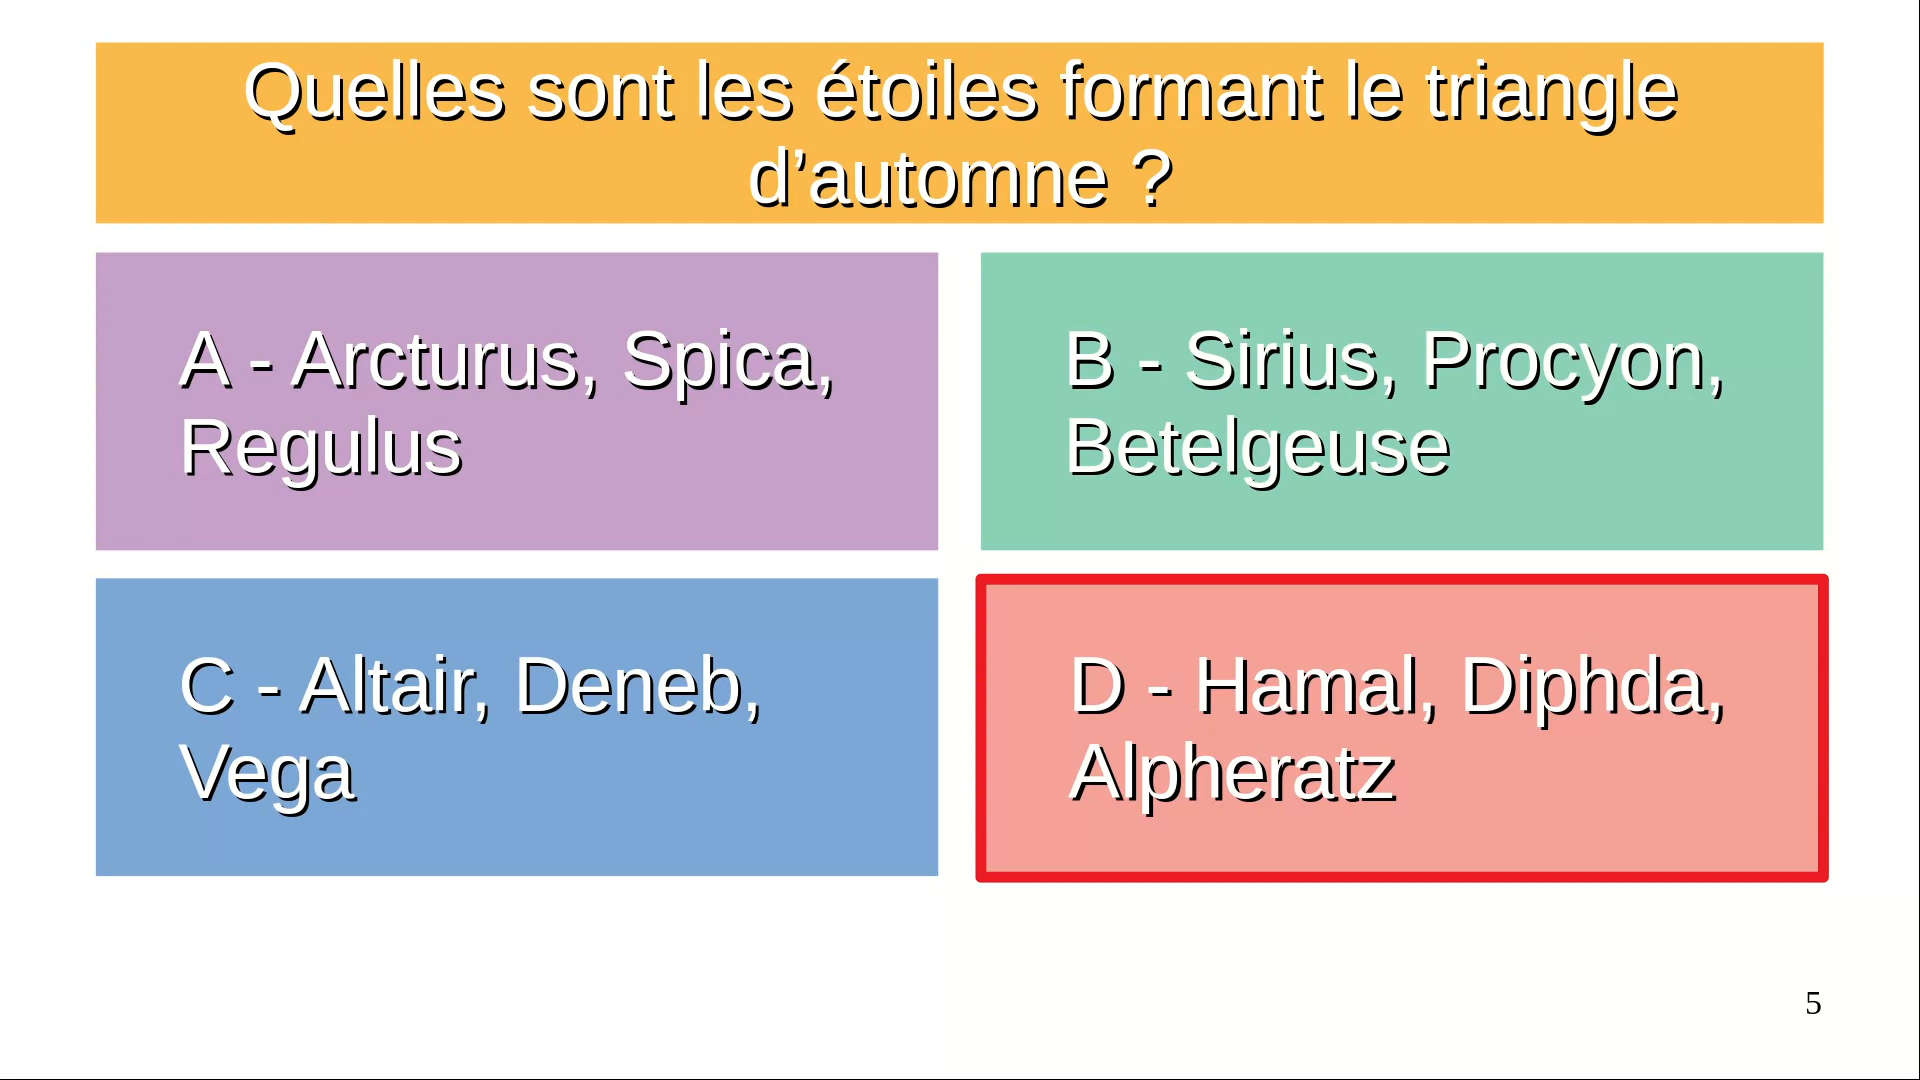 Quelles sont les étoiles formant le triangle
d’automne ?
A - Arcturus, Spica,
Regulus
B - Sirius, Procyon,
Betelgeuse
C - Altair, Deneb,
Vega
D - Hamal, Diphda,
Alpheratz
5